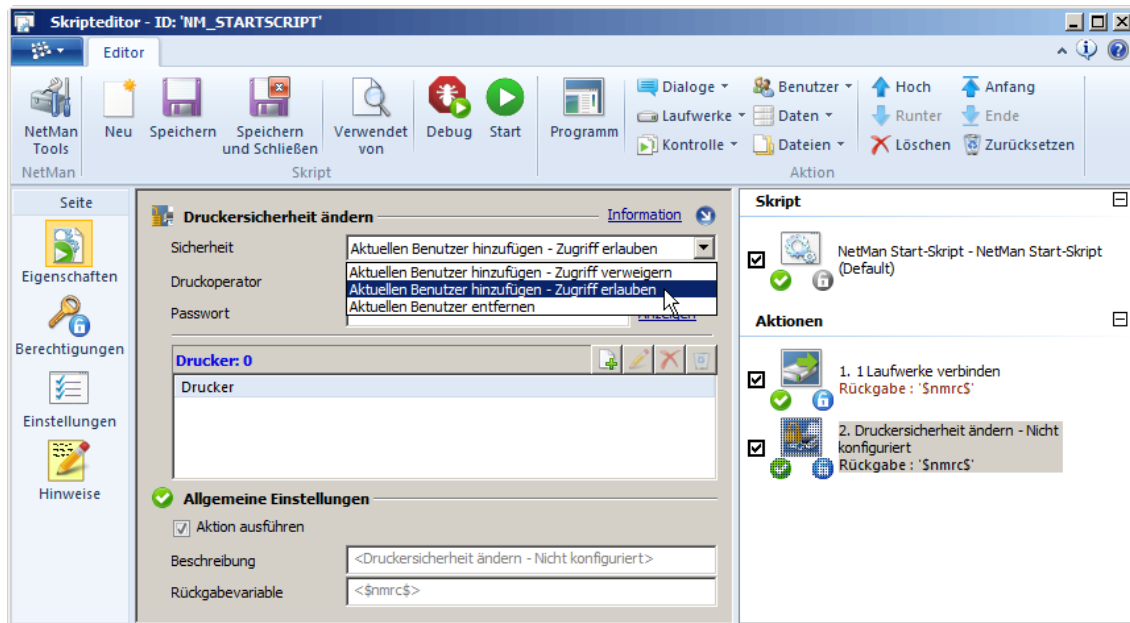 Skripteditor - ID: 'NM_STARTSCRIPT'
Editor
NetMan Tools
Neu
Speichern
Speichern und Schließen
Verwendet von
Debug
Start
Programm
Dialoge
Laufwerke
Kontrolle
Benutzer
Daten
Dateien
Hoch
Runter
Löschen
Anfang
Ende
Zurücksetzen
NetMan
Skript
Aktion
Seite
Eigenschaften
Berechtigungen
Einstellungen
Hinweise
Druckersicherheit ändern
Information
Sicherheit
Aktuellen Benutzer hinzufügen - Zugriff erlauben
Aktuellen Benutzer hinzufügen - Zugriff verweigern
Aktuellen Benutzer hinzufügen - Zugriff erlauben
Aktuellen Benutzer entfernen
Druckoperator
Passwort
Anzeigen
Drucker: 0
Drucker
Allgemeine Einstellungen
Aktion ausführen
Beschreibung
<Druckersicherheit ändern - Nicht konfiguriert>
Rückgabevariable
<$nmrc$>
Skript
NetMan Start-Skript - NetMan Start-Skript
(Default)
Aktionen
1. 1 Laufwerke verbinden
Rückgabe : '$nmrc$'
2. Druckersicherheit ändern - Nicht
konfiguriert
Rückgabe : '$nmrc$'